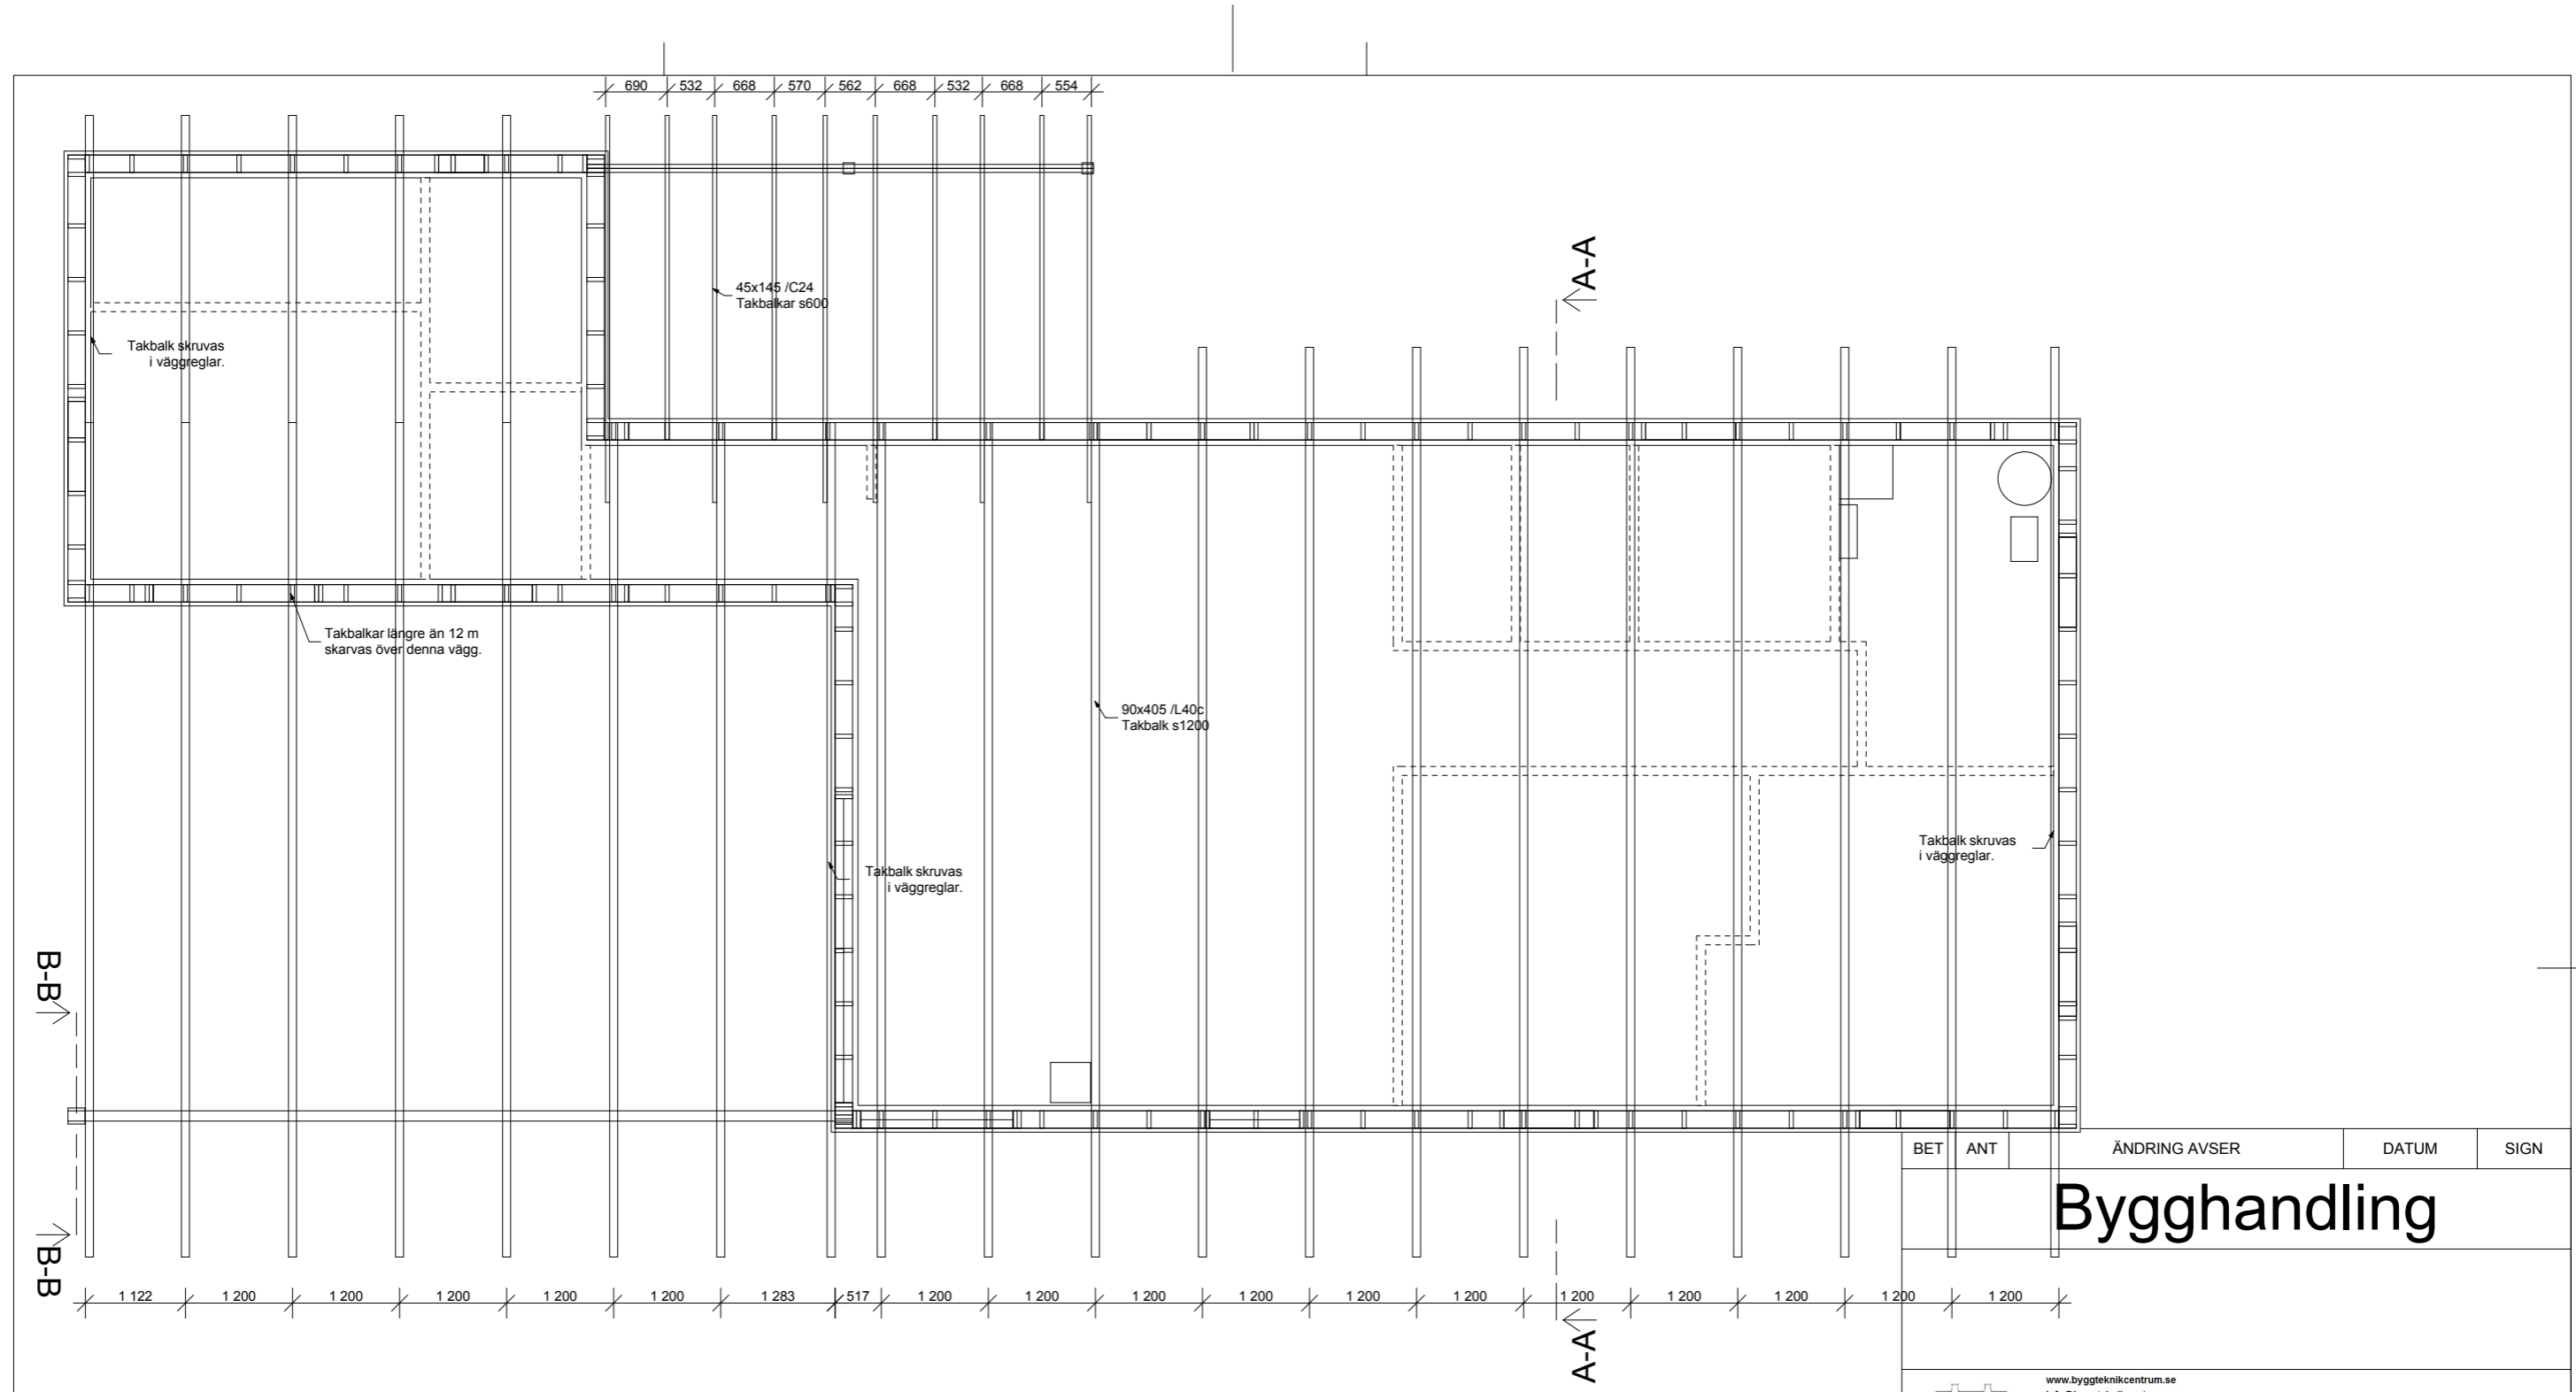 690 532 668 570 562 668 532 668 554
A-A
45x145 /C24
Takbalkar s600
Takbalk skruvas
i väggreglar.
Takbalkar längre än 12 m
skarvas över denna vägg.
90x405 /L40c
Takbalk s1200
Takbalk skruvas
i väggreglar.
Takbalk skruvas
i väggreglar.
B-B
BET ANT ÄNDRING AVSER DATUM SIGN
Bygghandling
B-B
1 122 1 200 1 200 1 200 1 200 1 200 1 283 517 1 200 1 200 1 200 1 200 1 200 1 200 1 200 1 200 1 200 1 200 1 200
A-A
www.byggteknikcentrum.se